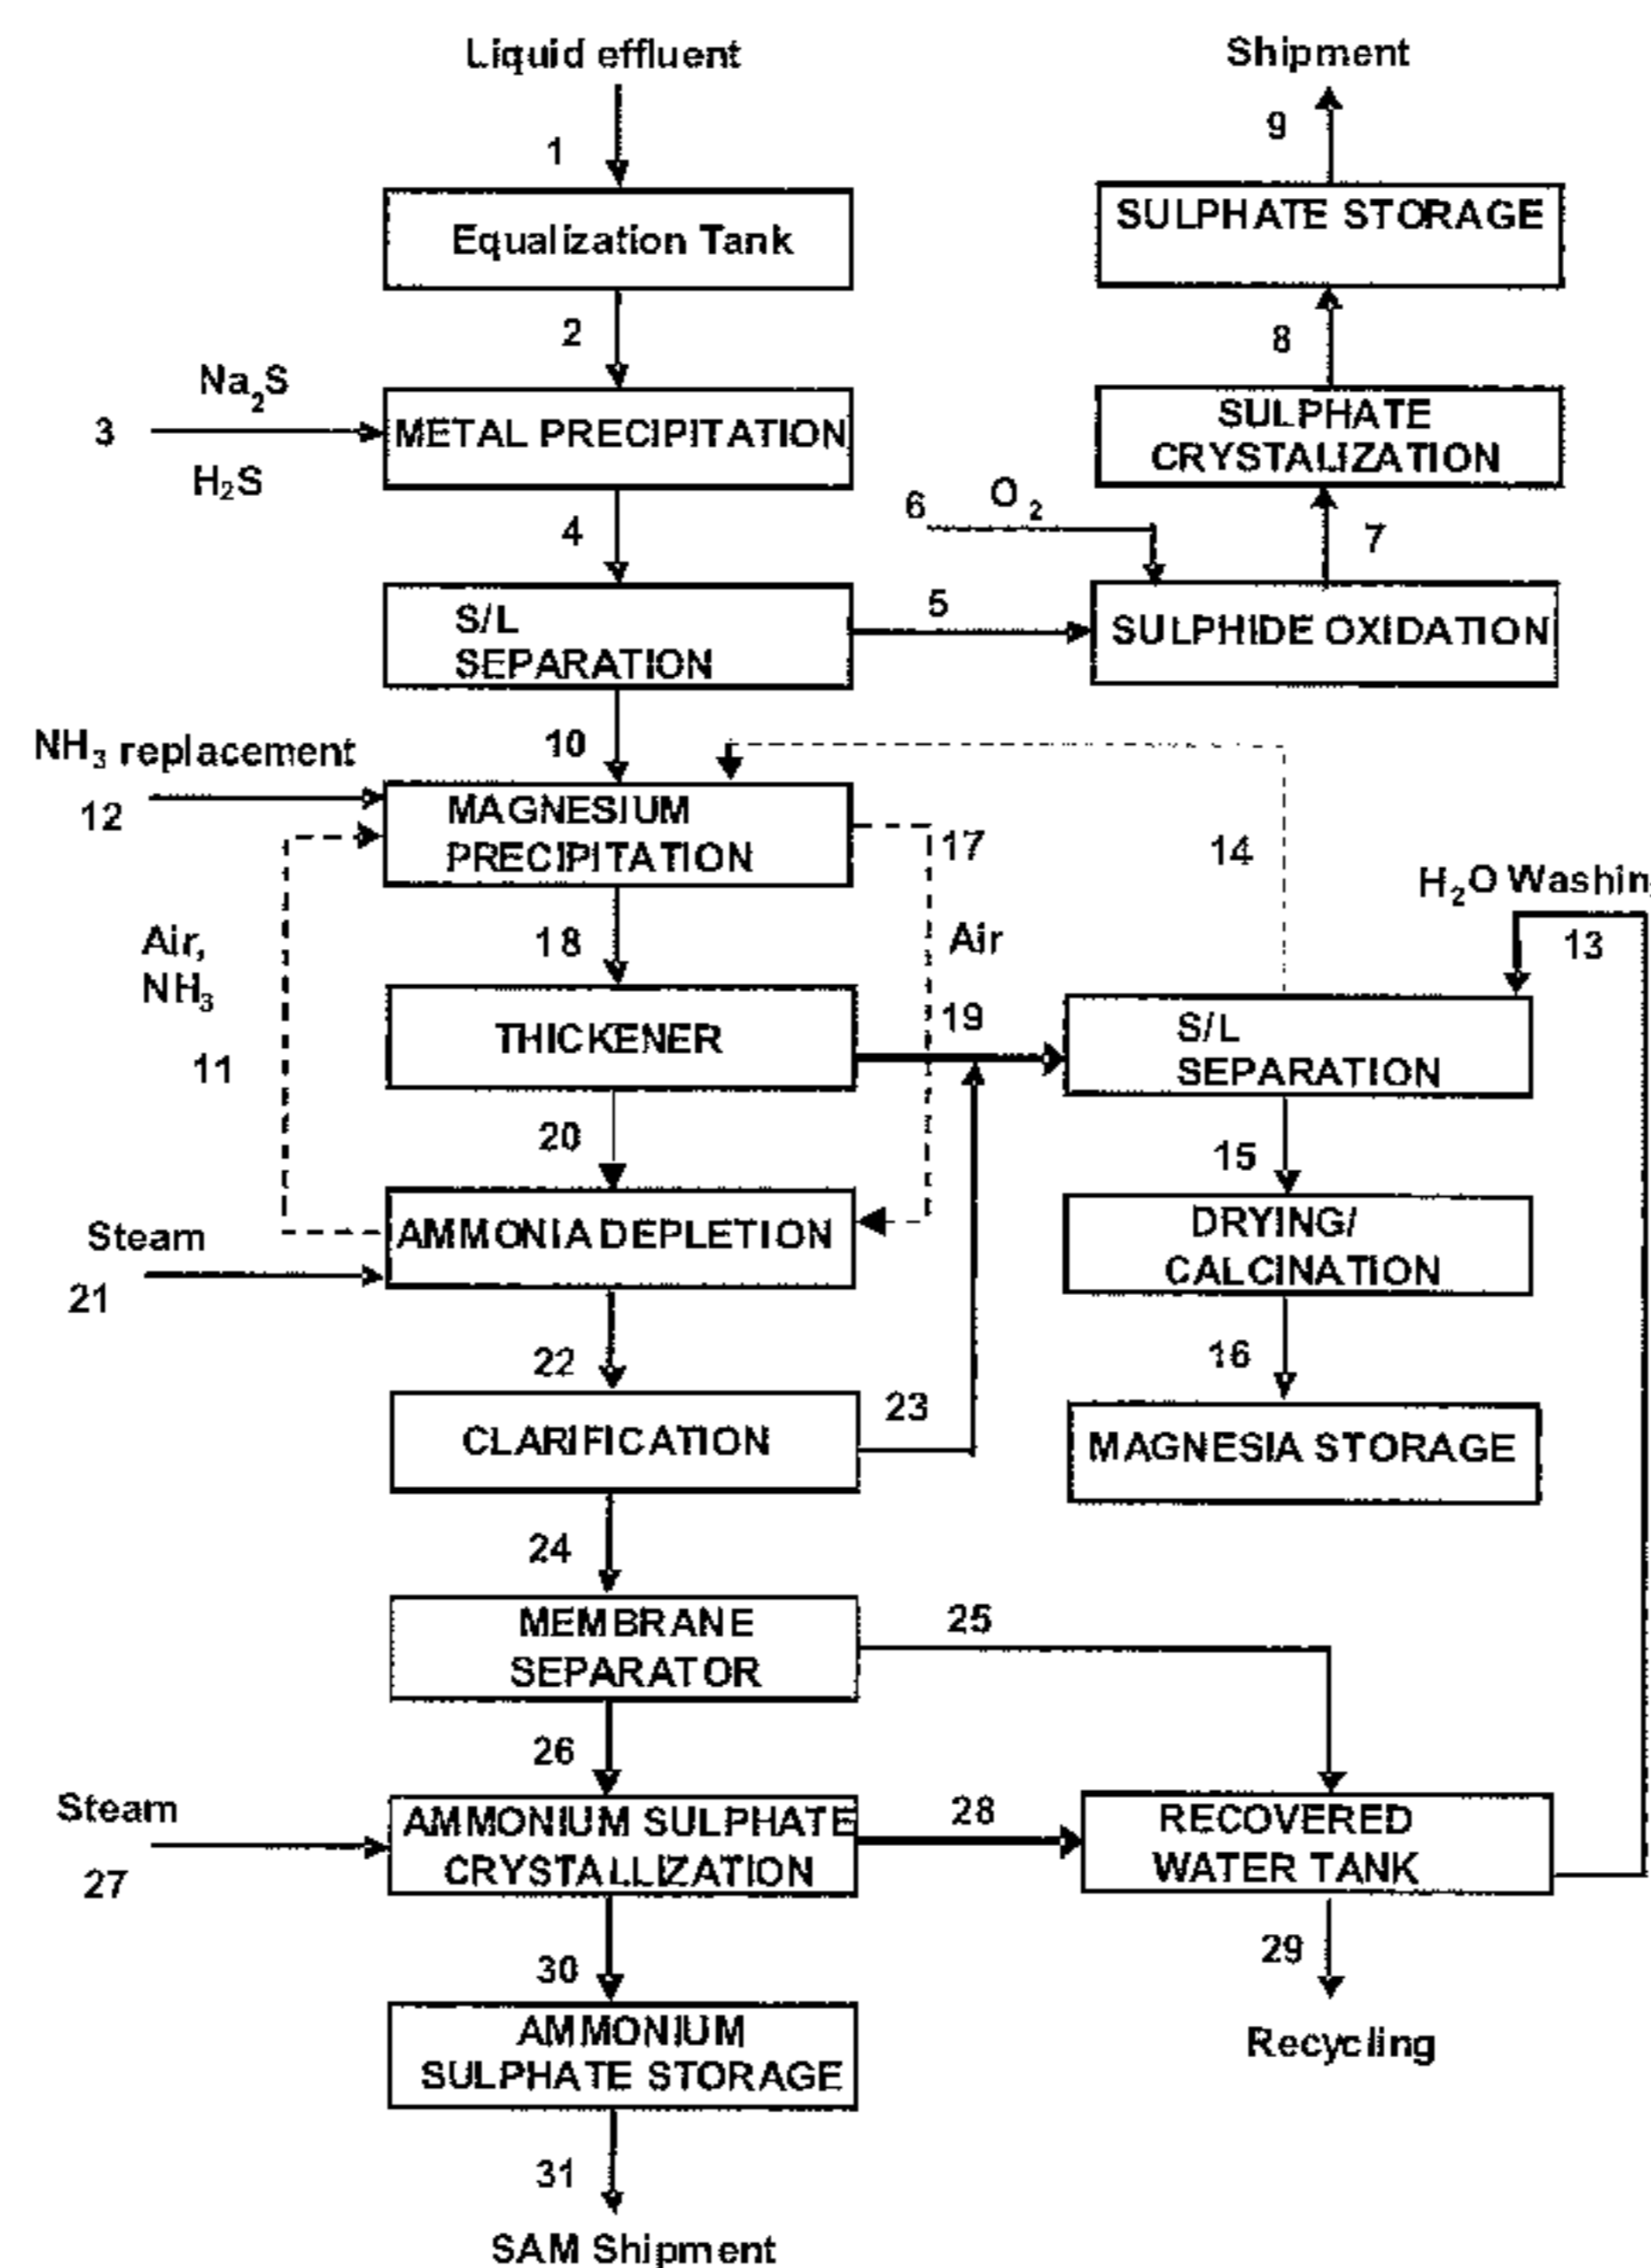 Liquid effluent
Shipment
1
9
Equalization Tank
SULPHATE STORAGE
2
8
Na2S
3
METAL PRECIPITATION
H2S
SULPHATE
CRYSTALIZATION
4
6
O2
7
S/L
SEPARATION
5
SULPHIDE OXIDATION
NH3 replacement
10
12
MAGNESIUM
PRECIPITATION
17
14
H2O Washin
13
Air,
NH3
18
Air
11
THICKENER
19
S/L
SEPARATION
20
15
Steam
21
AMMONIA DEPLETION
DRYING/
CALCINATION
22
16
CLARIFICATION
23
MAGNESIA STORAGE
24
MEMBRANE
SEPARATOR
25
26
Steam
27
AMMONIUM SULPHATE
CRYSTALLIZATION
28
RECOVERED
WATER TANK
30
29
AMMONIUM
SULPHATE STORAGE
Recycling
31
SAM Shipment